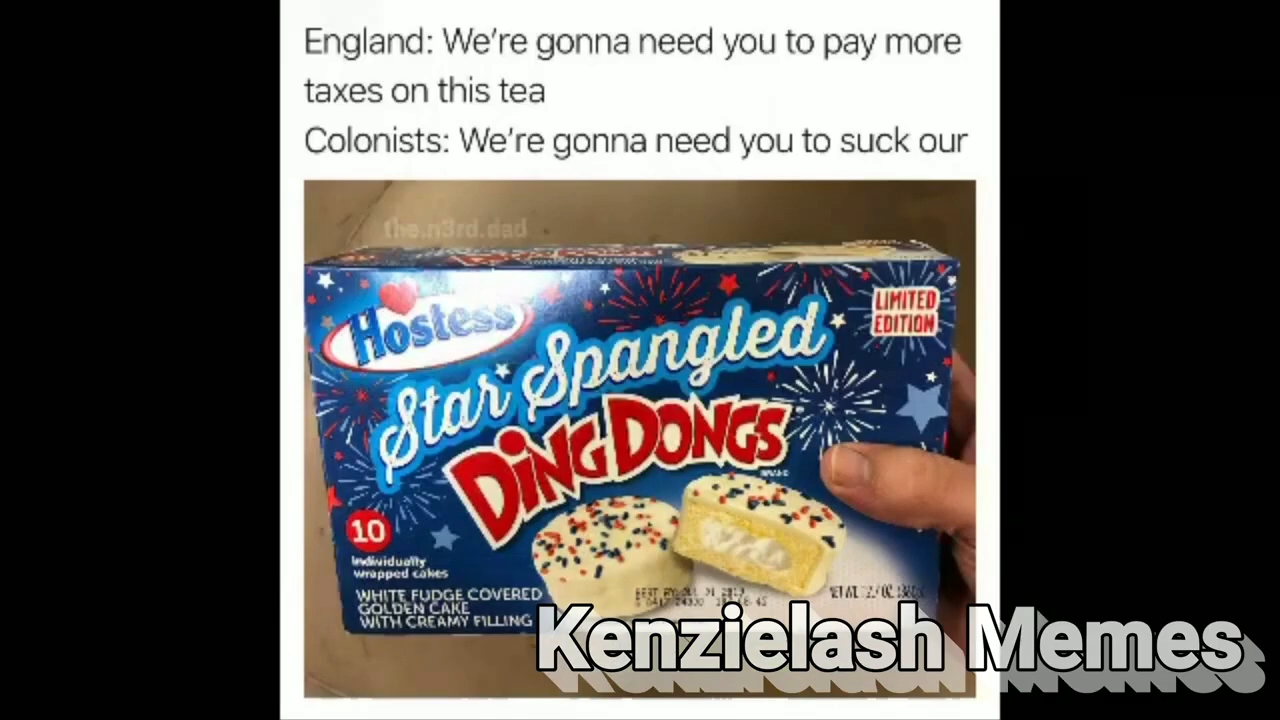 England: We're gonna need you to pay more
taxes on this tea
Colonists: We're gonna need you to suck our
the.n3rd.dad
Hostess
LIMITED
EDITION
Star Spangled
DING DONGS
BRAND
10
Individually
wrapped cakes
WHITE FUDGE COVERED
GOLDEN CAKE
WITH CREAMY FILLING
Kenzielash Memes